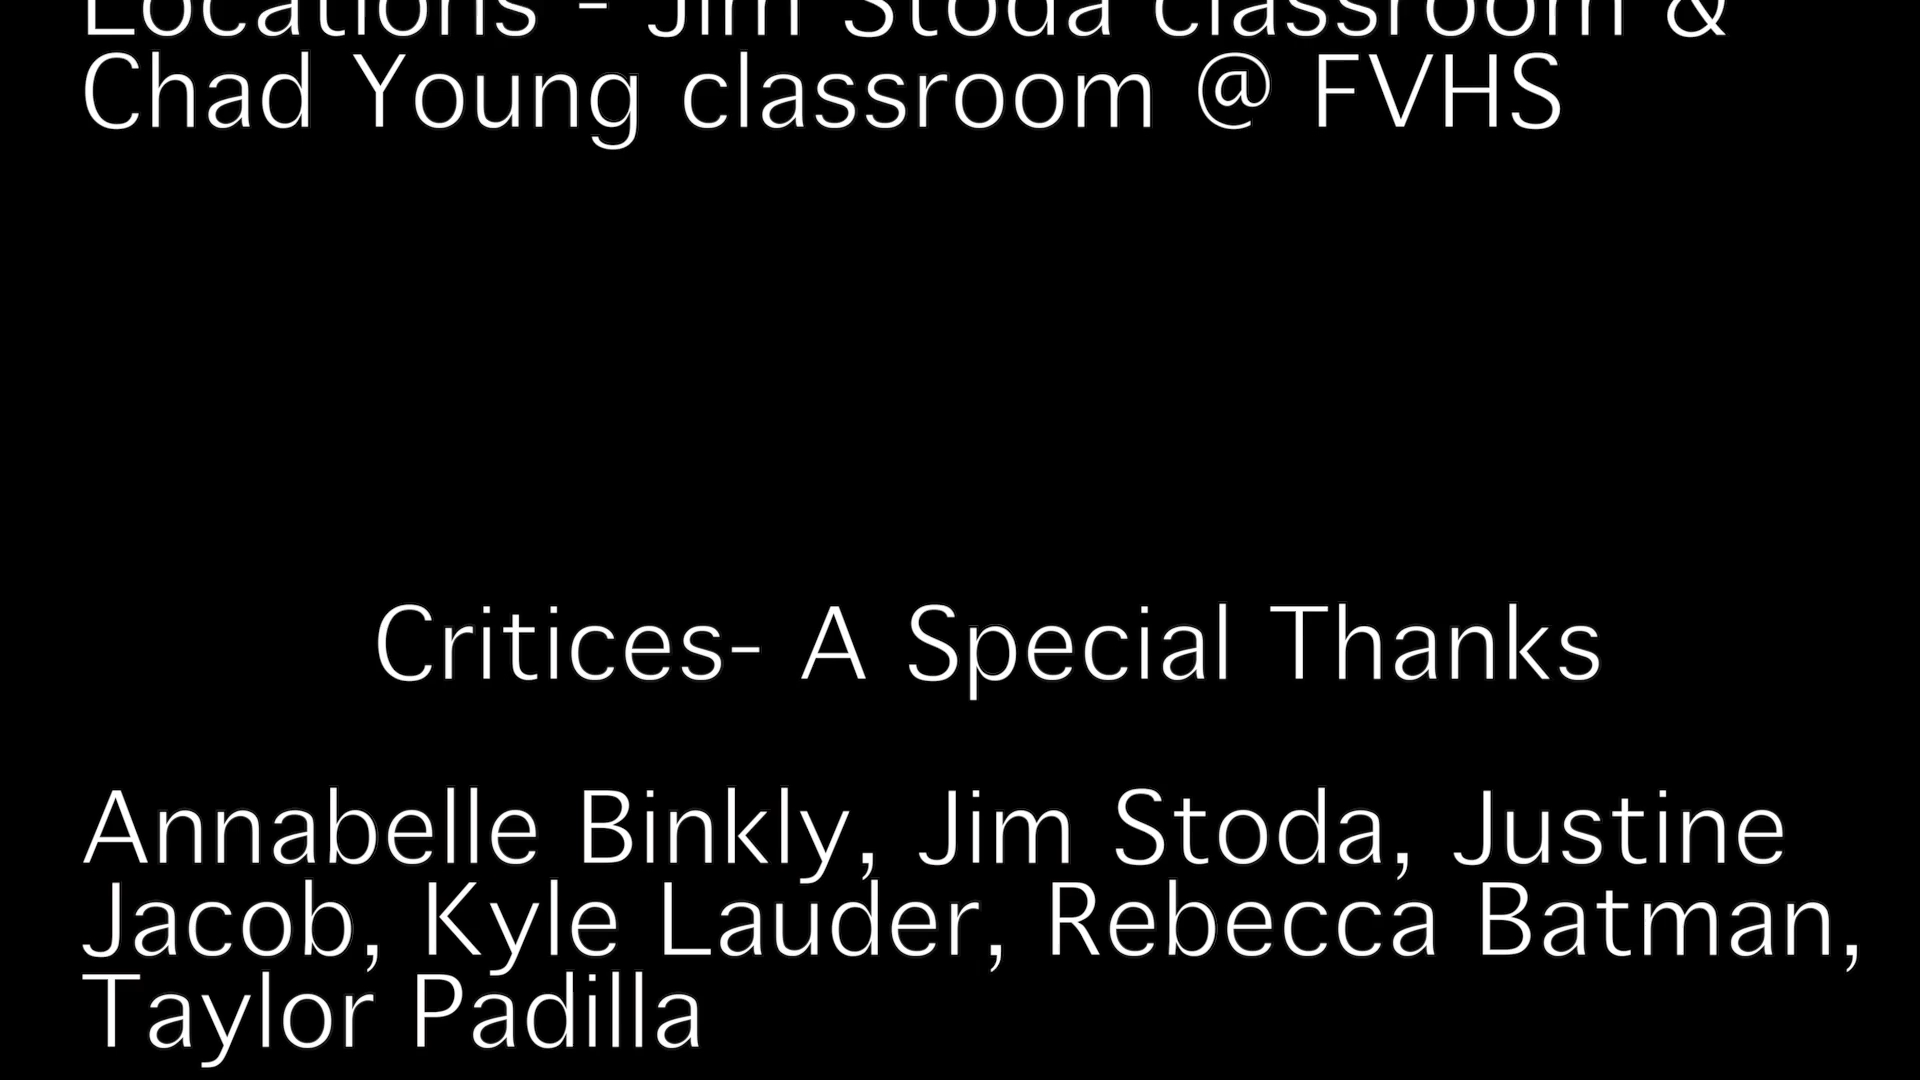 Locations - Jim Stoda classroom &
Chad Young classroom @ FVHS
Critices- A Special Thanks
Annabelle Binkly, Jim Stoda, Justine
Jacob, Kyle Lauder, Rebecca Batman,
Taylor Padilla